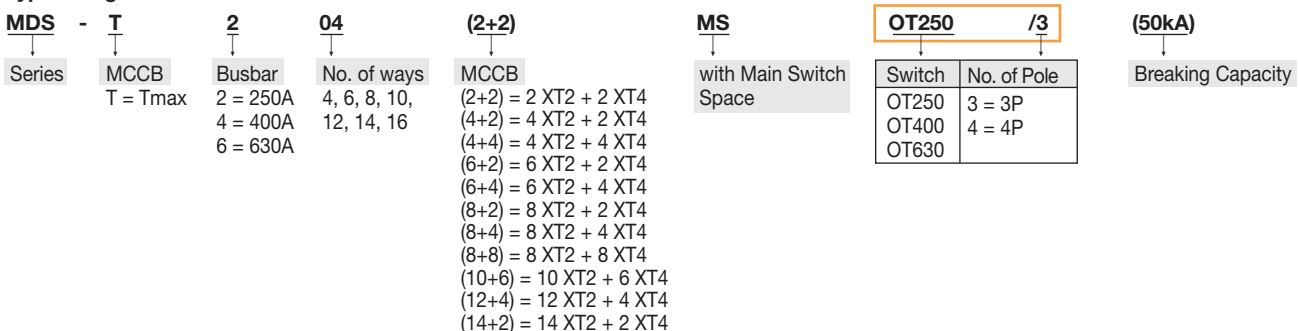 MDS - T 2 04 (2+2) MS OT250 /3 (50kA)
Series MCCB Busbar No. of ways MCCB with Main Switch Switch No. of Pole Breaking Capacity
T = Tmax 2 = 250A 4, 6, 8, 10, (2+2) = 2 XT2 + 2 XT4 Space OT250 3 = 3P
4 = 400A 12, 14, 16 (4+2) = 4 XT2 + 2 XT4 OT400 4 = 4P
6 = 630A (4+4) = 4 XT2 + 4 XT4 OT630
(6+2) = 6 XT2 + 2 XT4
(6+4) = 6 XT2 + 4 XT4
(8+2) = 8 XT2 + 2 XT4
(8+4) = 8 XT2 + 4 XT4
(8+8) = 8 XT2 + 8 XT4
(10+6) = 10 XT2 + 6 XT4
(12+4) = 12 XT2 + 4 XT4
(14+2) = 14 XT2 + 2 XT4